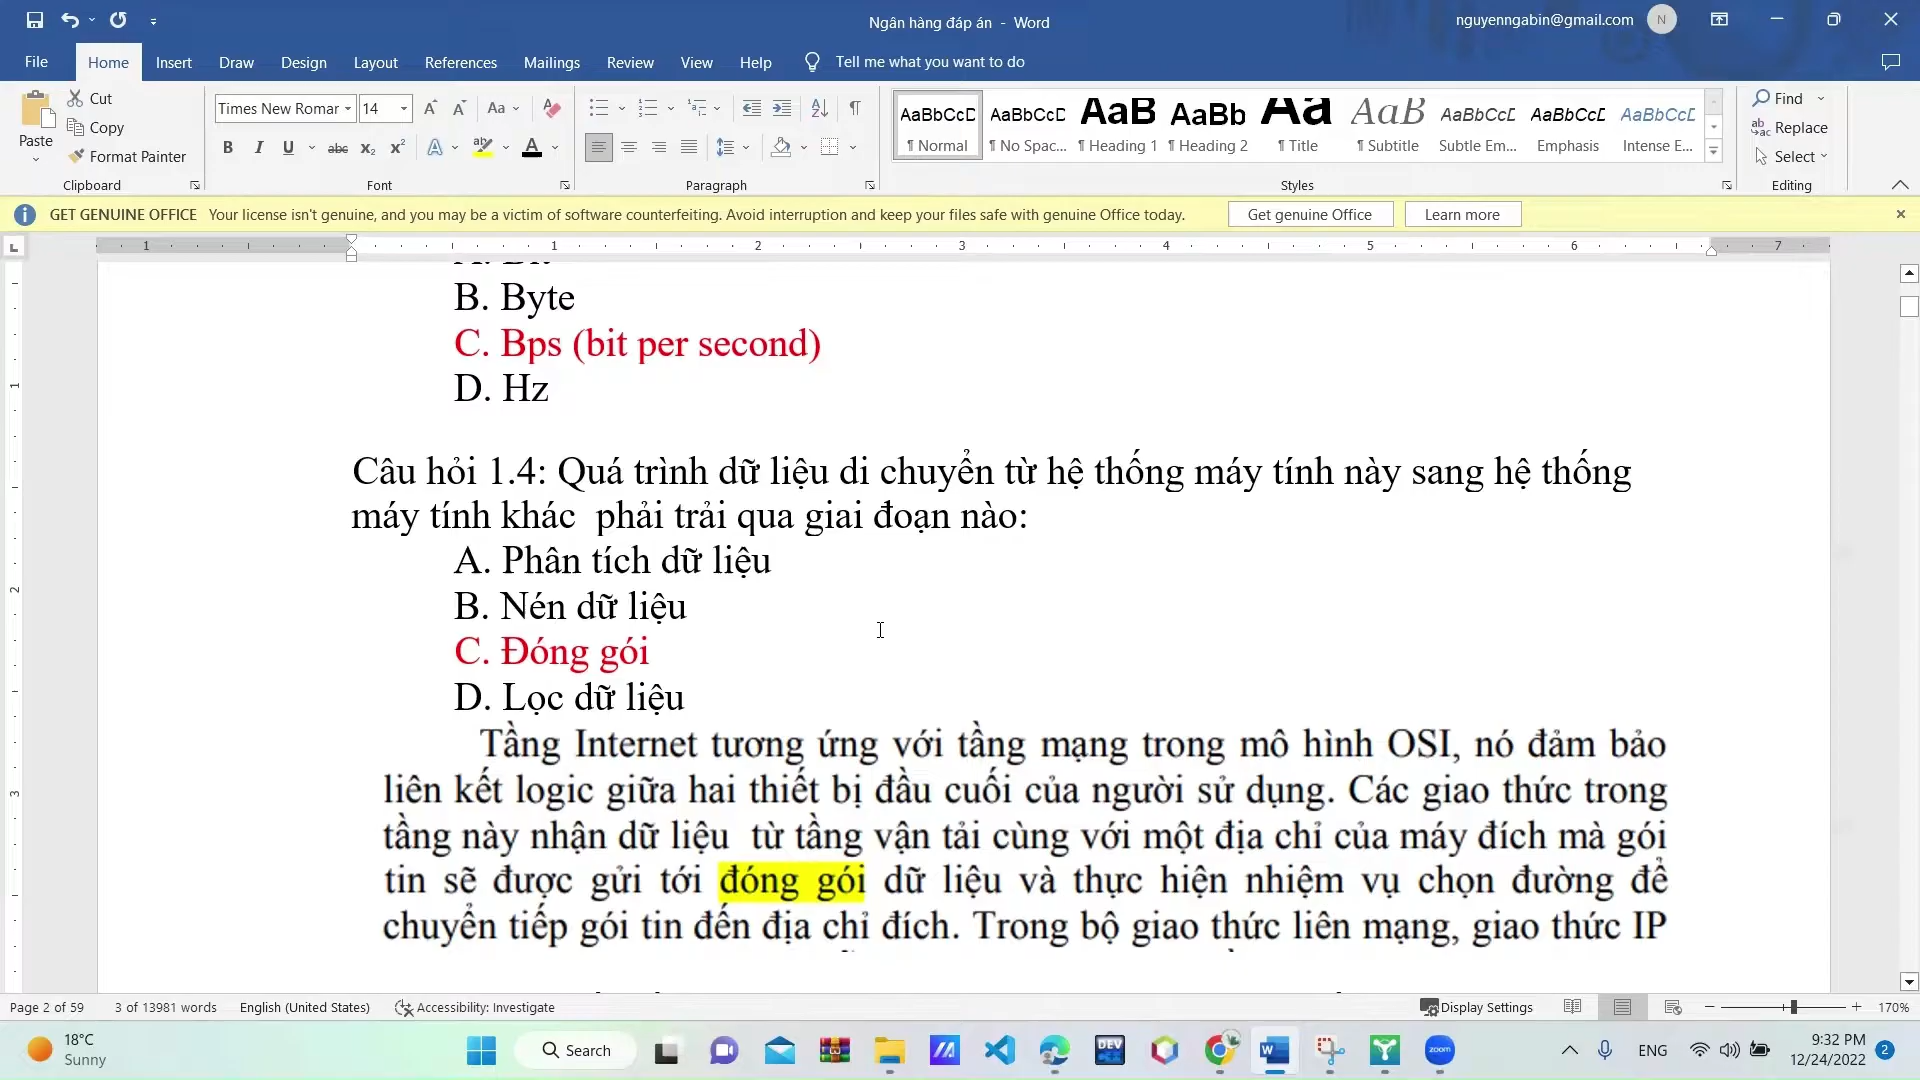 Ngân hàng đáp án - Word
nguyenngabin@gmail.com N
File Home Insert Draw Design Layout References Mailings Review View Help Tell me what you want to do
Paste
Cut
Copy
Format Painter
Clipboard
Times New Romar 14
Font
Paragraph
AaBbCcD AaBbCcD AaB AaBb Aa AaB AaBbCcD AaBbCcD AaBbCcD
¶ Normal ¶ No Spac... ¶ Heading 1 ¶ Heading 2 ¶ Title ¶ Subtitle Subtle Em... Emphasis Intense E...
Styles
Find
Replace
Select
Editing
GET GENUINE OFFICE Your license isn't genuine, and you may be a victim of software counterfeiting. Avoid interruption and keep your files safe with genuine Office today. Get genuine Office Learn more
1 1 2 3 4 5 6 7
B. Byte
C. Bps (bit per second)
D. Hz
Câu hỏi 1.4: Quá trình dữ liệu di chuyển từ hệ thống máy tính này sang hệ thống
máy tính khác phải trải qua giai đoạn nào:
A. Phân tích dữ liệu
B. Nén dữ liệu
C. Đóng gói
D. Lọc dữ liệu
Tầng Internet tương ứng với tầng mạng trong mô hình OSI, nó đảm bảo
liên kết logic giữa hai thiết bị đầu cuối của người sử dụng. Các giao thức trong
tầng này nhận dữ liệu từ tầng vận tải cùng với một địa chỉ của máy đích mà gói
tin sẽ được gửi tới đóng gói dữ liệu và thực hiện nhiệm vụ chọn đường để
chuyển tiếp gói tin đến địa chỉ đích. Trong bộ giao thức liên mạng, giao thức IP
Page 2 of 59 3 of 13981 words English (United States) Accessibility: Investigate Display Settings 170%
18°C
Sunny
Search
DEV
zoom
ENG
9:32 PM
12/24/2022
2